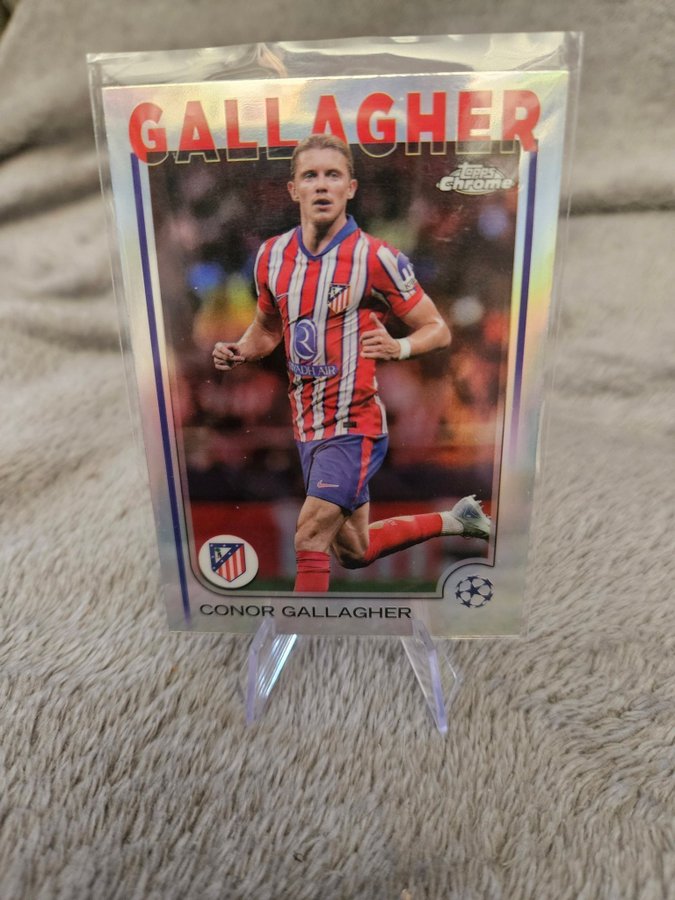 GALLAGHER
Topps
Chrome
R
RIYADH AIR
CONOR GALLAGHER